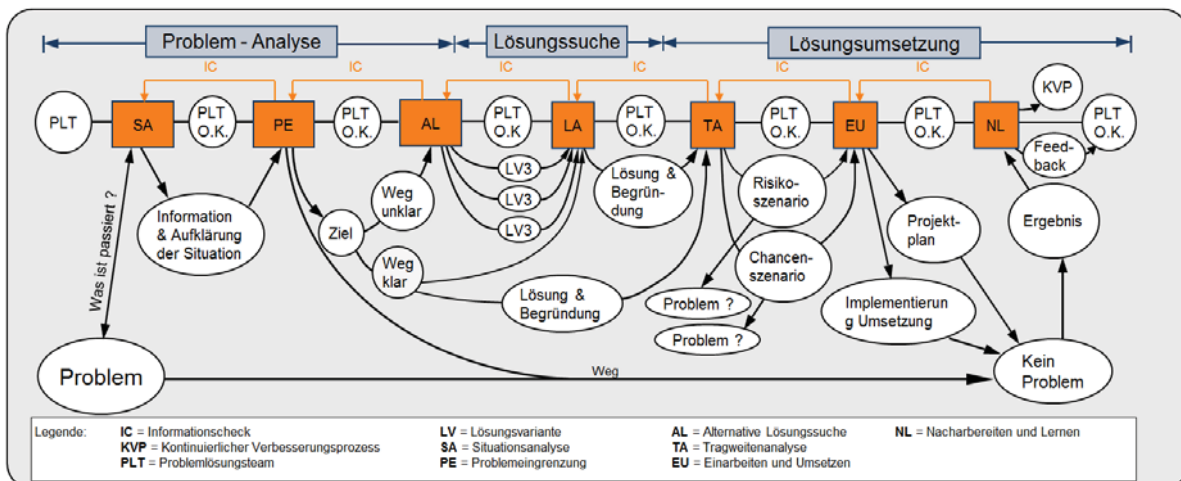 Problem - Analyse
Lösungssuche
Lösungsumsetzung
IC
IC
IC
IC
IC
IC
PLT
SA
PLT
O.K.
PE
PLT
O.K.
AL
PLT
O.K
LA
PLT
O.K.
TA
PLT
O.K.
EU
PLT
O.K.
NL
KVP
PLT
O.K.
Feed-
back
Was ist passiert ?
Information
& Aufklärung
der Situation
Ziel
Weg
unklar
Weg
klar
LV3
LV3
LV3
Lösung &
Begrün-
dung
Lösung &
Begründung
Risiko-
szenario
Chancen-
szenario
Problem ?
Problem ?
Projekt-
plan
Implementierun
g Umsetzung
Ergebnis
Problem
Weg
Kein
Problem
Legende:
IC = Informationscheck
KVP = Kontinuierlicher Verbesserungsprozess
PLT = Problemlösungsteam
LV = Lösungsvariante
SA = Situationsanalyse
PE = Problemeingrenzung
AL = Alternative Lösungssuche
TA = Tragweitenanalyse
EU = Einarbeiten und Umsetzen
NL = Nacharbereiten und Lernen